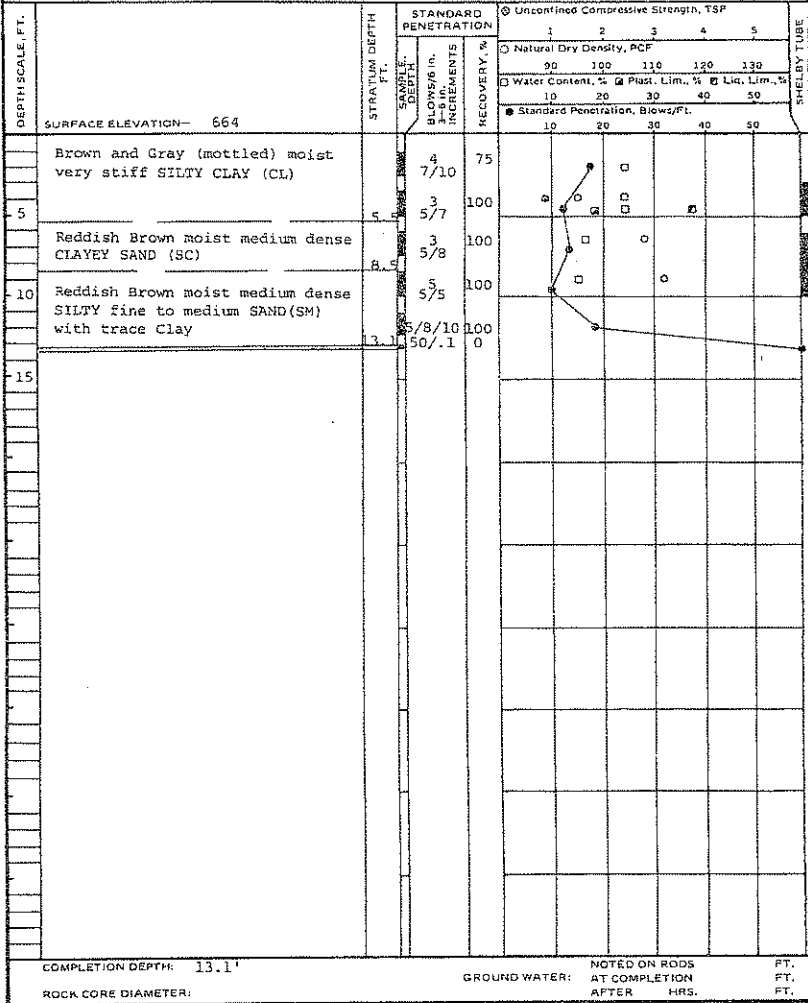 DEPTH SCALE, FT.
SURFACE ELEVATION— 664
STRATUM DEPTH FT.
STANDARD PENETRATION
SAMPLE DEPTH
BLOWS/6 in. 3-6 in. INCREMENTS
RECOVERY, %
Unconfined Compressive Strength, TSF
1 2 3 4 5
Natural Dry Density, PCF
90 100 110 120 130
Water Content, % Plast. Lim., % Liq. Lim., %
10 20 30 40 50
Standard Penetration, Blows/Ft.
10 20 30 40 50
SHELBY TUBE
Brown and Gray (mottled) moist
very stiff SILTY CLAY (CL)
4
7/10
75
3
5/7
100
5
5.5
Reddish Brown moist medium dense
CLAYEY SAND (SC)
3
5/8
100
8.5
10
Reddish Brown moist medium dense
SILTY fine to medium SAND(SM)
with trace Clay
5
5/5
100
5/8/10
100
13.1
50/.1
0
15
COMPLETION DEPTH: 13.1'
ROCK CORE DIAMETER:
GROUND WATER:
NOTED ON RODS FT.
AT COMPLETION FT.
AFTER HRS. FT.